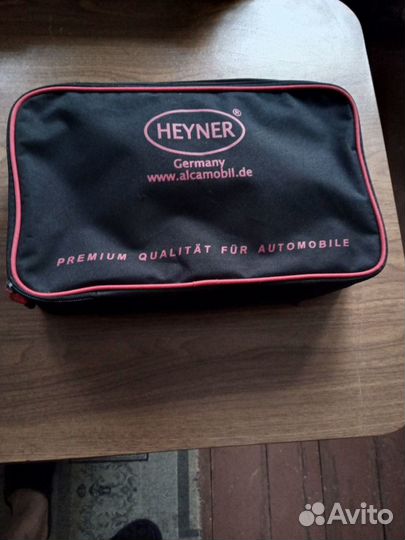 HEYNER®
Germany
www.alcamobil.de
PREMIUM QUALITÄT FÜR AUTOMOBILE
Avito